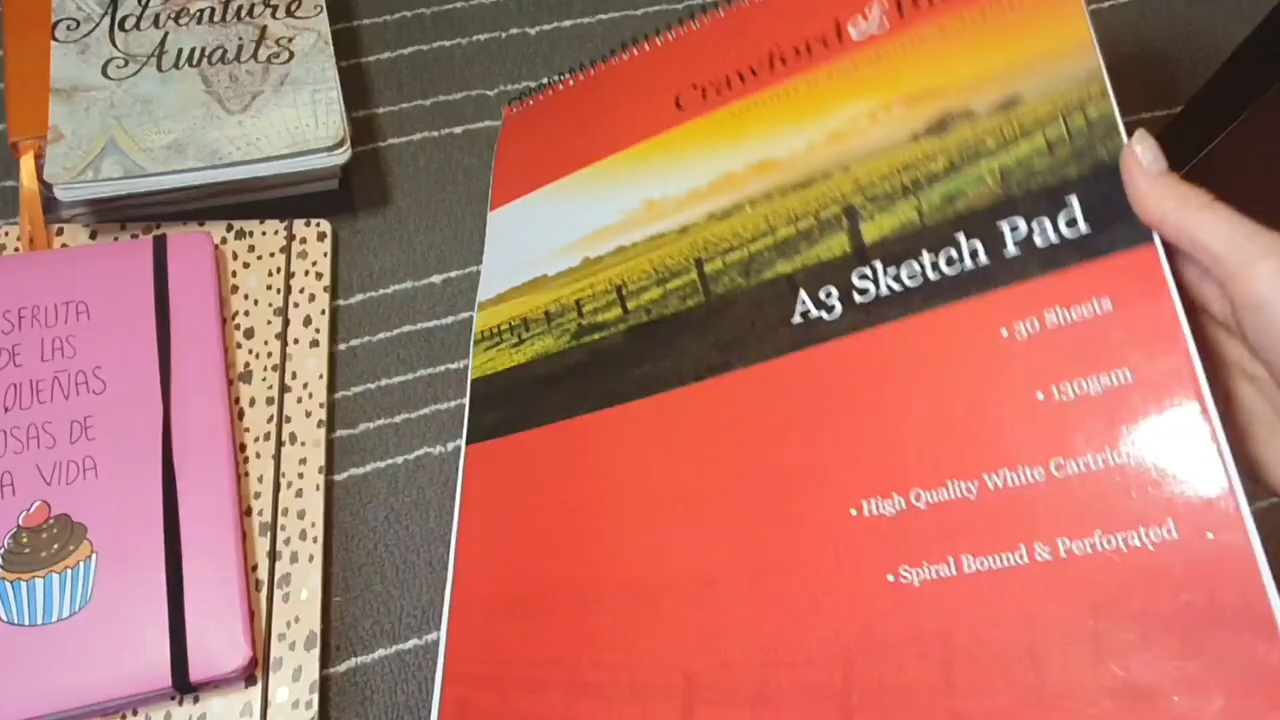 Adventure
Awaits
SFRUTA
DE LAS
QUEÑAS
OSAS DE
A VIDA
Crawford &
A3 Sketch Pad
• 30 Sheets
• 130gsm
• High Quality White
• Spiral Bound & Perforated